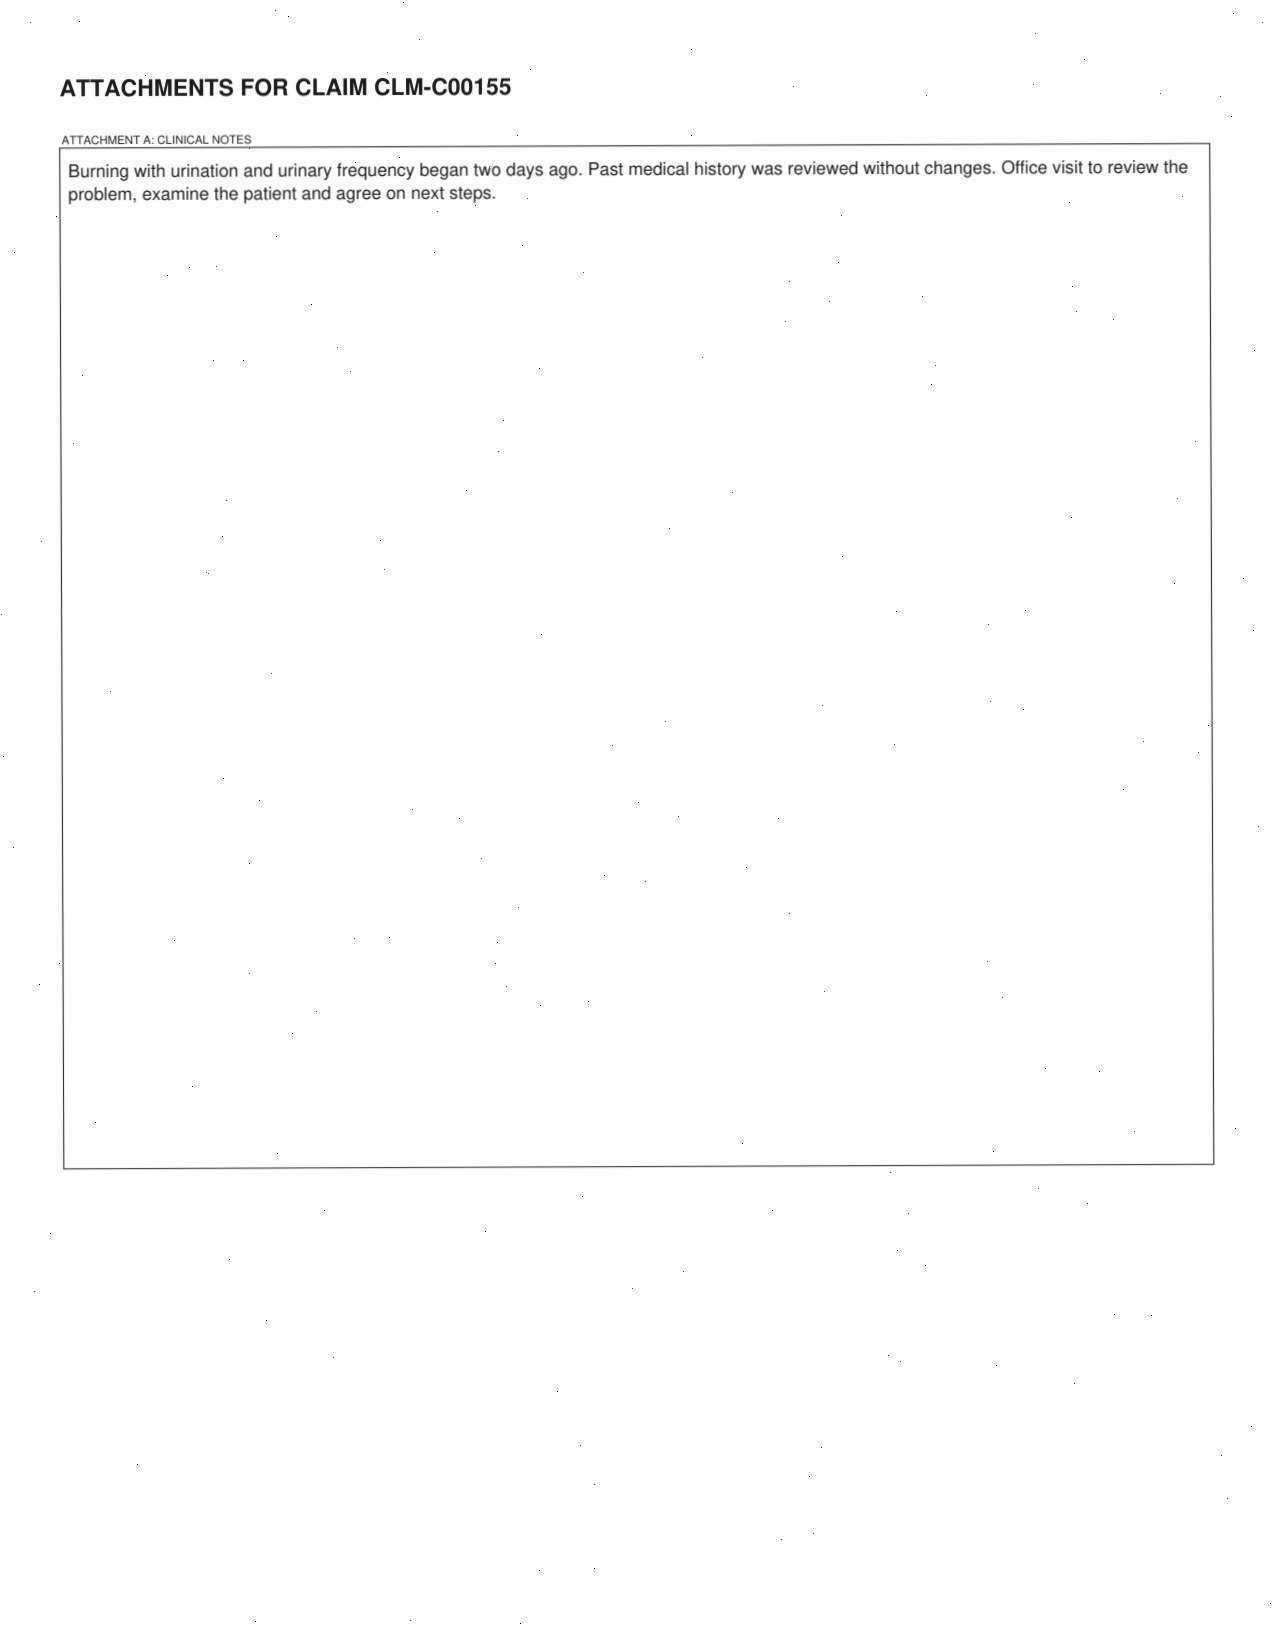 ATTACHMENTS FOR CLAIM CLM-C00155
ATTACHMENT A: CLINICAL NOTES
Burning with urination and urinary frequency began two days ago. Past medical history was reviewed without changes. Office visit to review the
problem, examine the patient and agree on next steps.